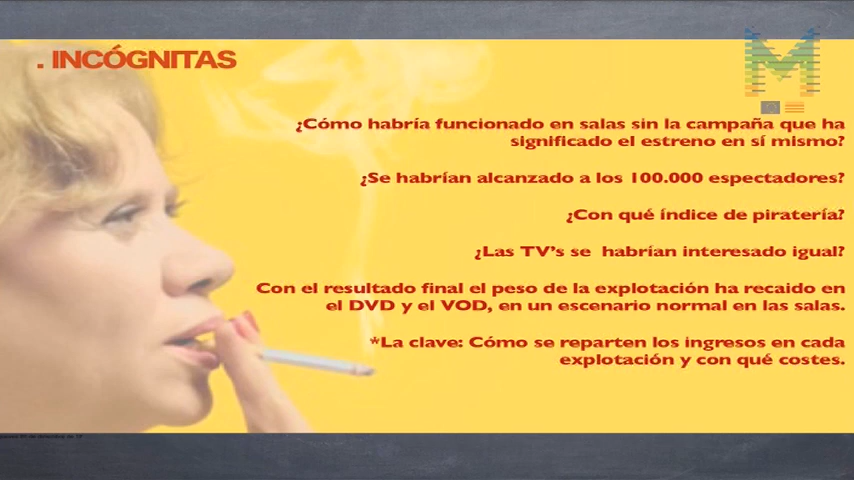 . INCÓGNITAS
¿Cómo habría funcionado en salas sin la campaña que ha
significado el estreno en sí mismo?
¿Se habrían alcanzado a los 100.000 espectadores?
¿Con qué índice de piratería?
¿Las TV's se habrían interesado igual?
Con el resultado final el peso de la explotación ha recaido en
el DVD y el VOD, en un escenario normal en las salas.
*La clave: Cómo se reparten los ingresos en cada
explotación y con qué costes.